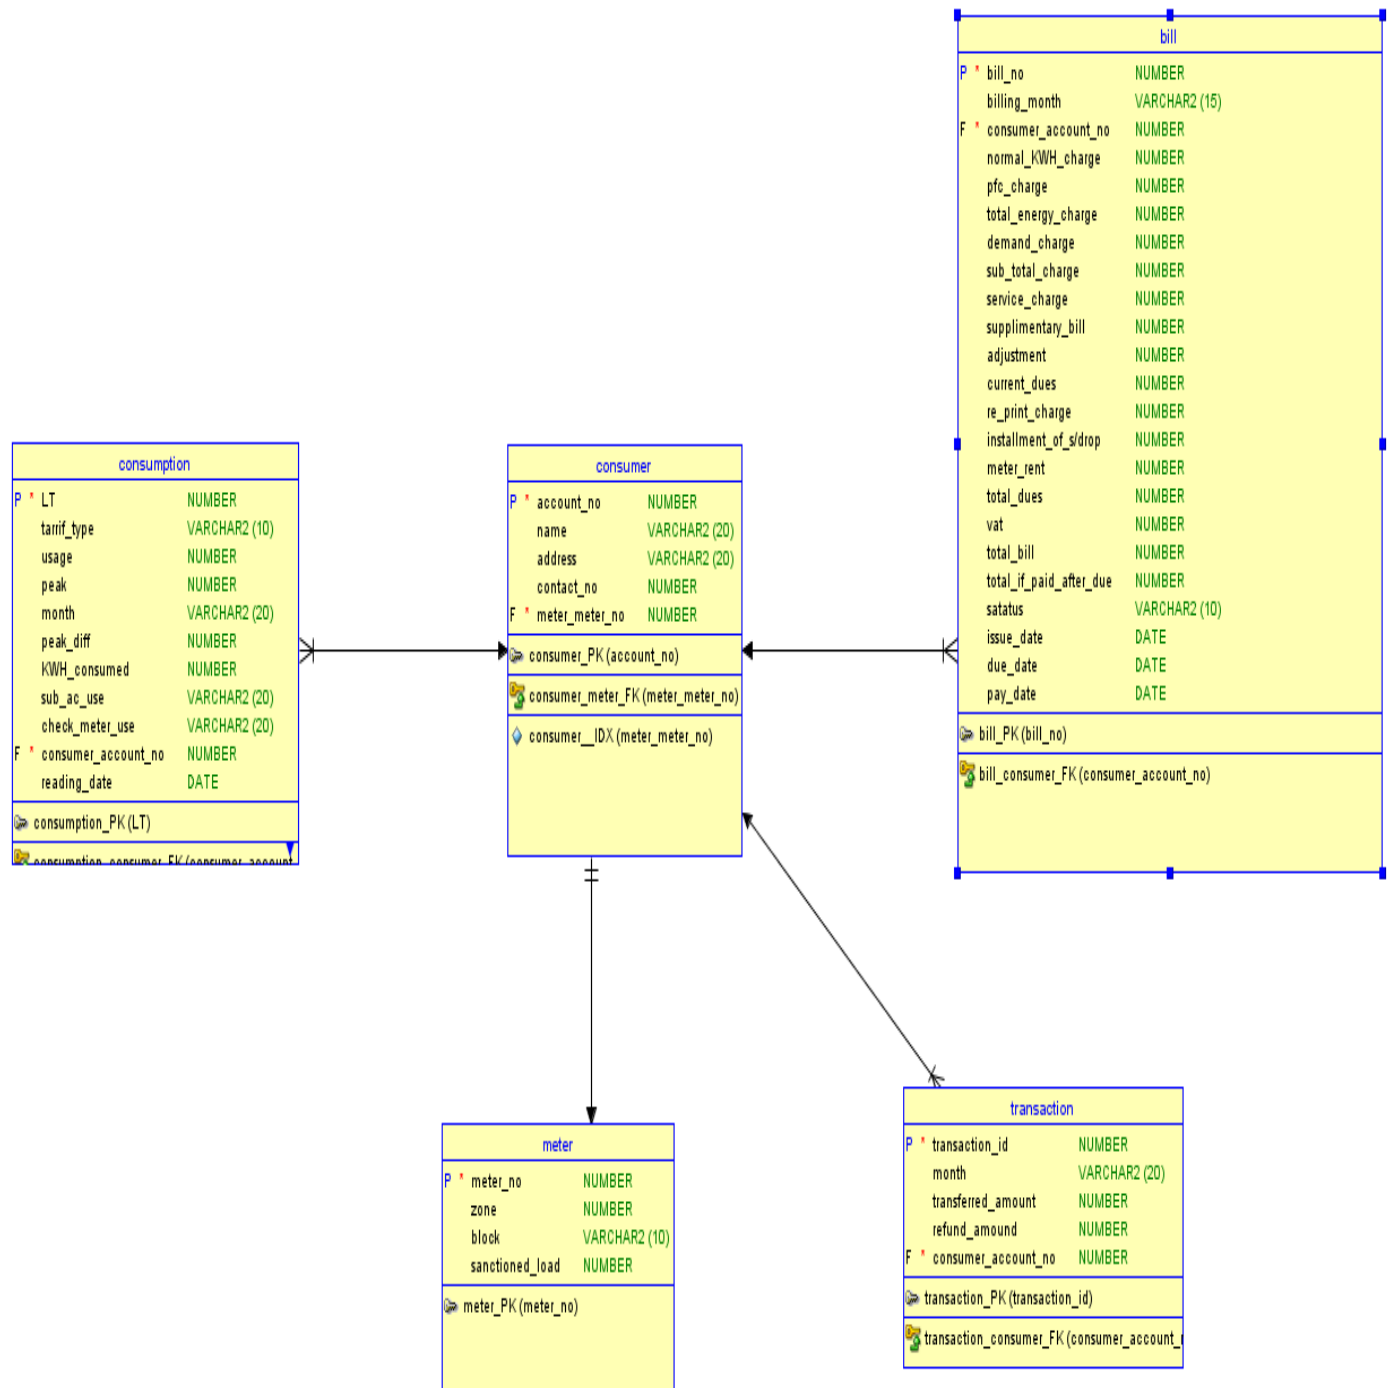 bill
P * bill_no NUMBER
billing_month VARCHAR2 (15)
F * consumer_account_no NUMBER
normal_KWH_charge NUMBER
pfc_charge NUMBER
total_energy_charge NUMBER
demand_charge NUMBER
sub_total_charge NUMBER
service_charge NUMBER
supplimentary_bill NUMBER
adjustment NUMBER
current_dues NUMBER
re_print_charge NUMBER
installment_of_s/drop NUMBER
meter_rent NUMBER
total_dues NUMBER
vat NUMBER
total_bill NUMBER
total_if_paid_after_due NUMBER
satatus VARCHAR2 (10)
issue_date DATE
due_date DATE
pay_date DATE
bill_PK (bill_no)
bill_consumer_FK (consumer_account_no)
consumption
P * LT NUMBER
tarrif_type VARCHAR2 (10)
usage NUMBER
peak NUMBER
month VARCHAR2 (20)
peak_diff NUMBER
KWH_consumed NUMBER
sub_ac_use VARCHAR2 (20)
check_meter_use VARCHAR2 (20)
F * consumer_account_no NUMBER
reading_date DATE
consumption_PK (LT)
consumption_consumer_FK (consumer_account
consumer
P * account_no NUMBER
name VARCHAR2 (20)
address VARCHAR2 (20)
contact_no NUMBER
F * meter_meter_no NUMBER
consumer_PK (account_no)
consumer_meter_FK (meter_meter_no)
consumer__IDX (meter_meter_no)
meter
P * meter_no NUMBER
zone NUMBER
block VARCHAR2 (10)
sanctioned_load NUMBER
meter_PK (meter_no)
transaction
P * transaction_id NUMBER
month VARCHAR2 (20)
transferred_amount NUMBER
refund_amound NUMBER
F * consumer_account_no NUMBER
transaction_PK (transaction_id)
transaction_consumer_FK (consumer_account_